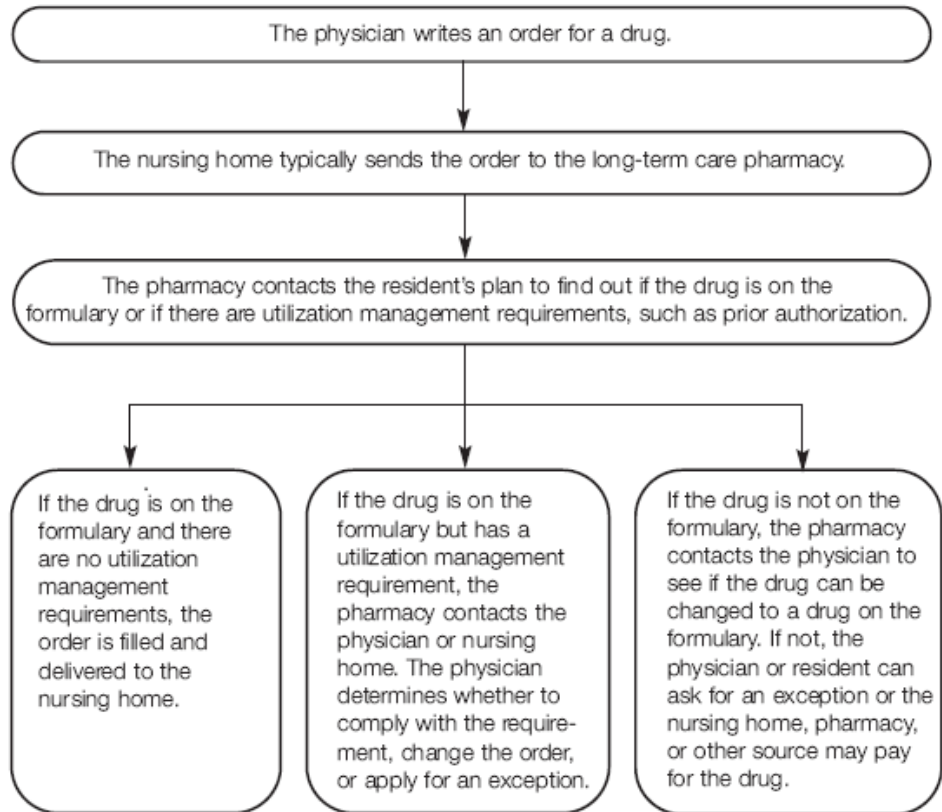 The physician writes an order for a drug.
The nursing home typically sends the order to the long-term care pharmacy.
The pharmacy contacts the resident's plan to find out if the drug is on the
formulary or if there are utilization management requirements, such as prior authorization.
If the drug is on the
formulary and there
are no utilization
management
requirements, the
order is filled and
delivered to the
nursing home.
If the drug is on the
formulary but has a
utilization management
requirement, the
pharmacy contacts the
physician or nursing
home. The physician
determines whether to
comply with the require-
ment, change the order,
or apply for an exception.
If the drug is not on the
formulary, the pharmacy
contacts the physician to
see if the drug can be
changed to a drug on the
formulary. If not, the
physician or resident can
ask for an exception or the
nursing home, pharmacy,
or other source may pay
for the drug.